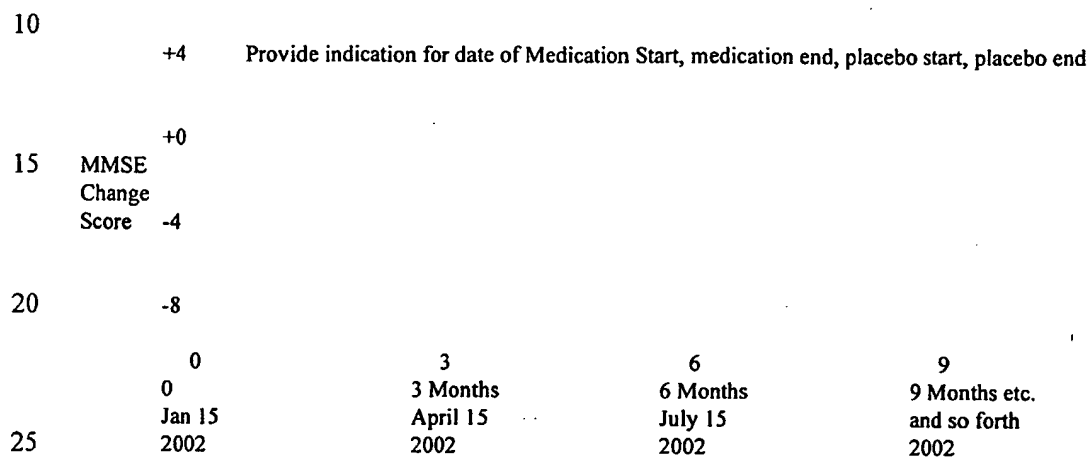 10
+4 Provide indication for date of Medication Start, medication end, placebo start, placebo end
+0
15 MMSE
Change
Score -4
20 -8
0 3 6 9
0 3 Months 6 Months 9 Months etc.
Jan 15 April 15 July 15 and so forth
25 2002 2002 2002 2002